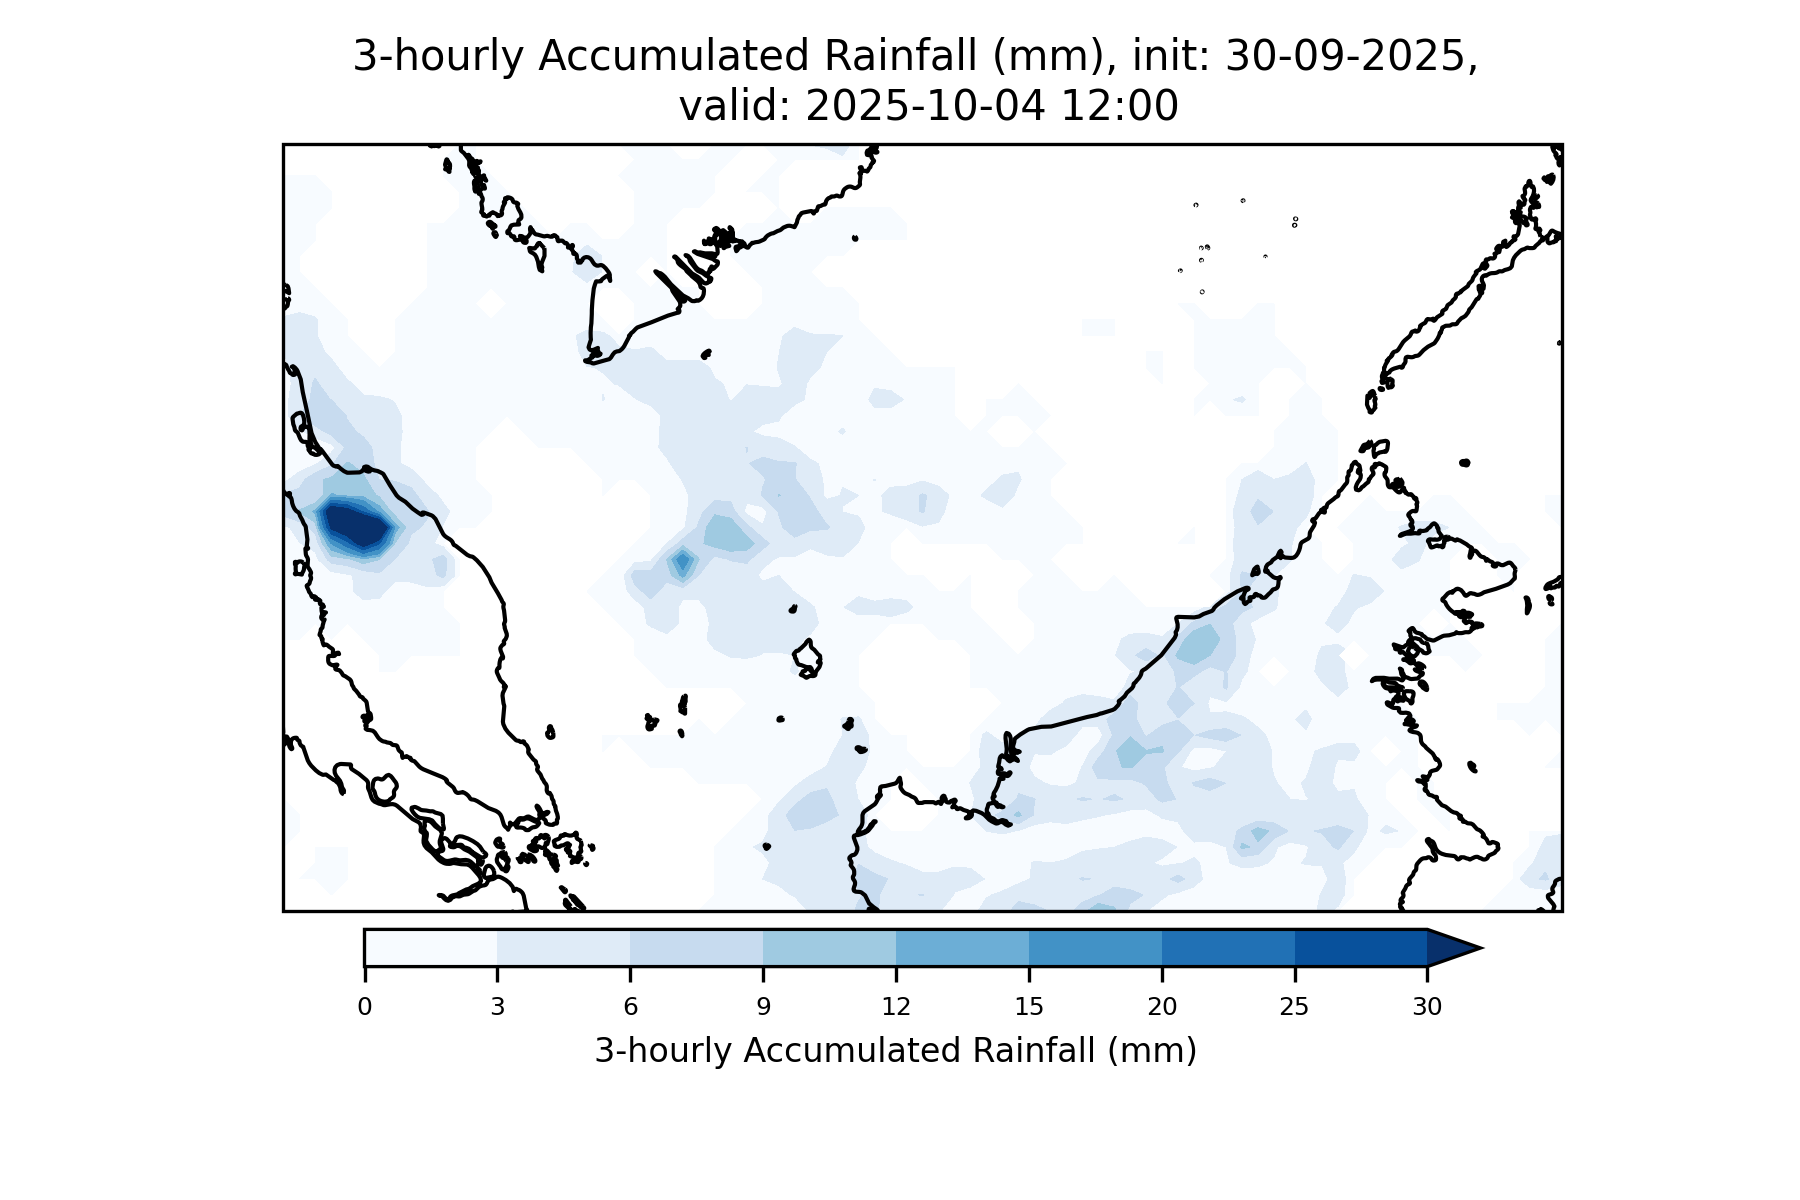 3-hourly Accumulated Rainfall (mm), init: 30-09-2025,
valid: 2025-10-04 12:00
0 3 6 9 12 15 20 25 30
3-hourly Accumulated Rainfall (mm)